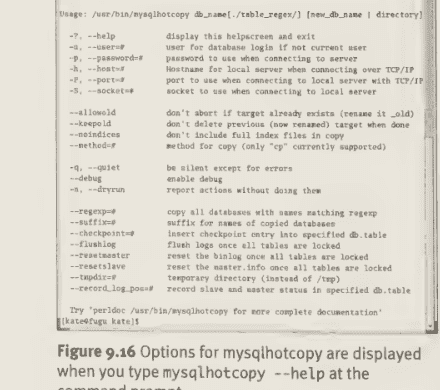 Usage: /usr/bin/mysqlhotcopy db_name[./table_regex/] [new_db_name | directory]
-?, --help display this helpscreen and exit
-u, --user=# user for database login if not current user
-p, --password=# password to use when connecting to server
-h, --host=# Hostname for local server when connecting over TCP/IP
-P, --port=# port to use when connecting to local server with TCP/IP
-S, --socket=# socket to use when connecting to local server
--allowold don't abort if target already exists (rename it _old)
--keepold don't delete previous (now renamed) target when done
--noindices don't include full index files in copy
--method=# method for copy (only "cp" currently supported)
-q, --quiet be silent except for errors
--debug enable debug
-n, --dryrun report actions without doing them
--regexp=# copy all databases with names matching regexp
--suffix=# suffix for names of copied databases
--checkpoint=# insert checkpoint entry into specified db.table
--flushlog flush logs once all tables are locked
--resetmaster reset the binlog once all tables are locked
--resetslave reset the master.info once all tables are locked
--tmpdir=# temporary directory (instead of /tmp)
--record_log_pos=# record slave and master status in specified db.table
Try 'perldoc /usr/bin/mysqlhotcopy for more complete documentation'
[kate@fugu kate]$
Figure 9.16 Options for mysqlhotcopy are displayed
when you type mysqlhotcopy --help at the